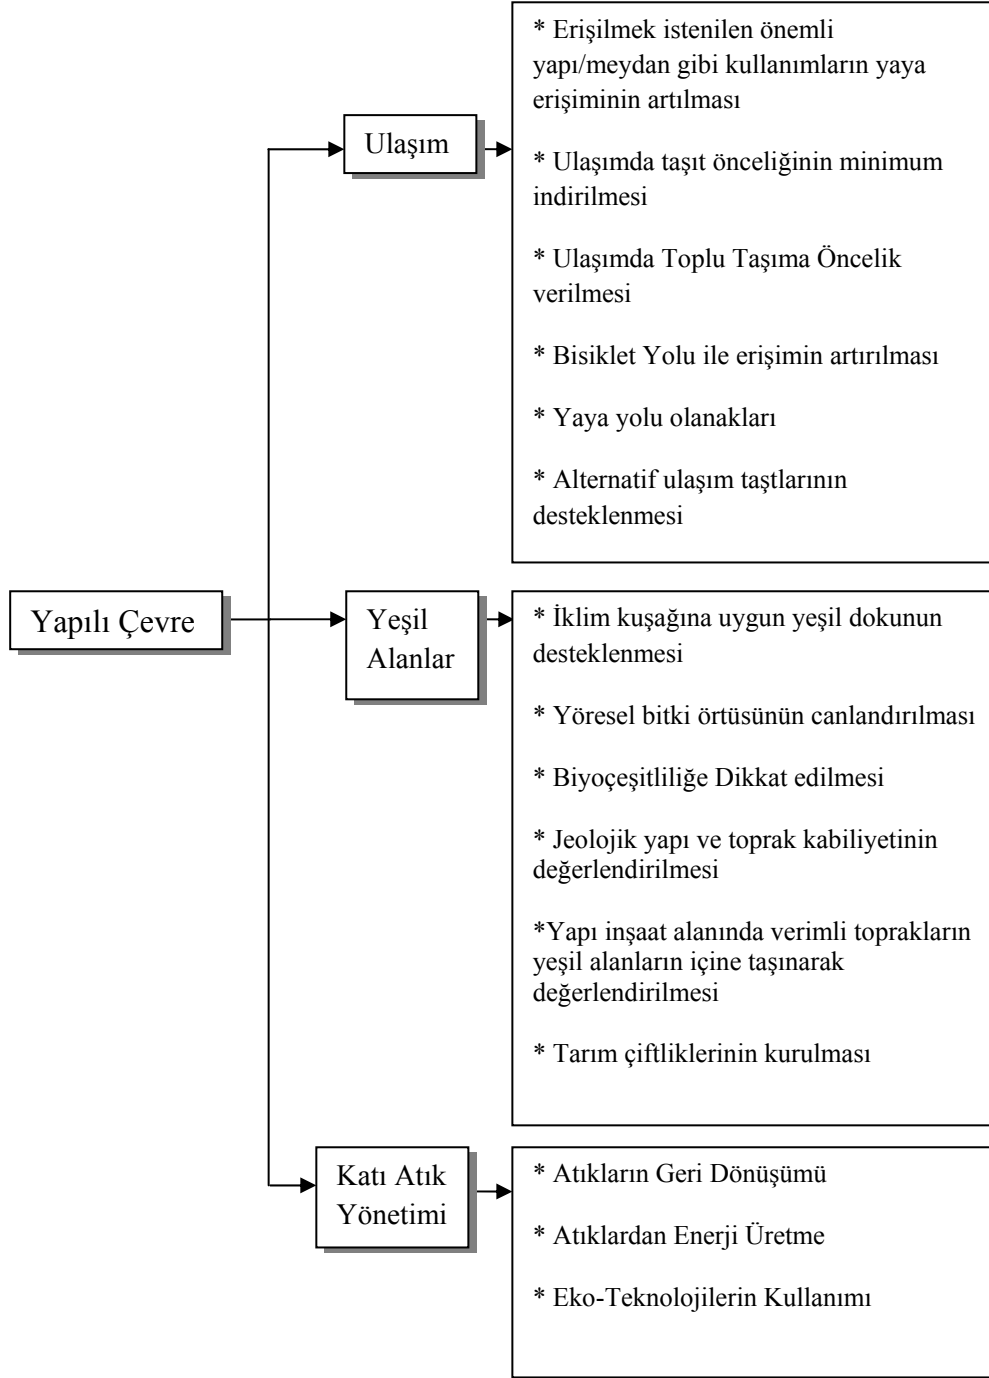 Yapılı Çevre
Ulaşım
* Erişilmek istenilen önemli
yapı/meydan gibi kullanımların yaya
erişiminin artılması
* Ulaşımda taşıt önceliğinin minimum
indirilmesi
* Ulaşımda Toplu Taşıma Öncelik
verilmesi
* Bisiklet Yolu ile erişimin artırılması
* Yaya yolu olanakları
* Alternatif ulaşım taştlarının
desteklenmesi
Yeşil
Alanlar
* İklim kuşağına uygun yeşil dokunun
desteklenmesi
* Yöresel bitki örtüsünün canlandırılması
* Biyoçeşitliliğe Dikkat edilmesi
* Jeolojik yapı ve toprak kabiliyetinin
değerlendirilmesi
*Yapı inşaat alanında verimli toprakların
yeşil alanların içine taşınarak
değerlendirilmesi
* Tarım çiftliklerinin kurulması
Katı Atık
Yönetimi
* Atıkların Geri Dönüşümü
* Atıklardan Enerji Üretme
* Eko-Teknolojilerin Kullanımı